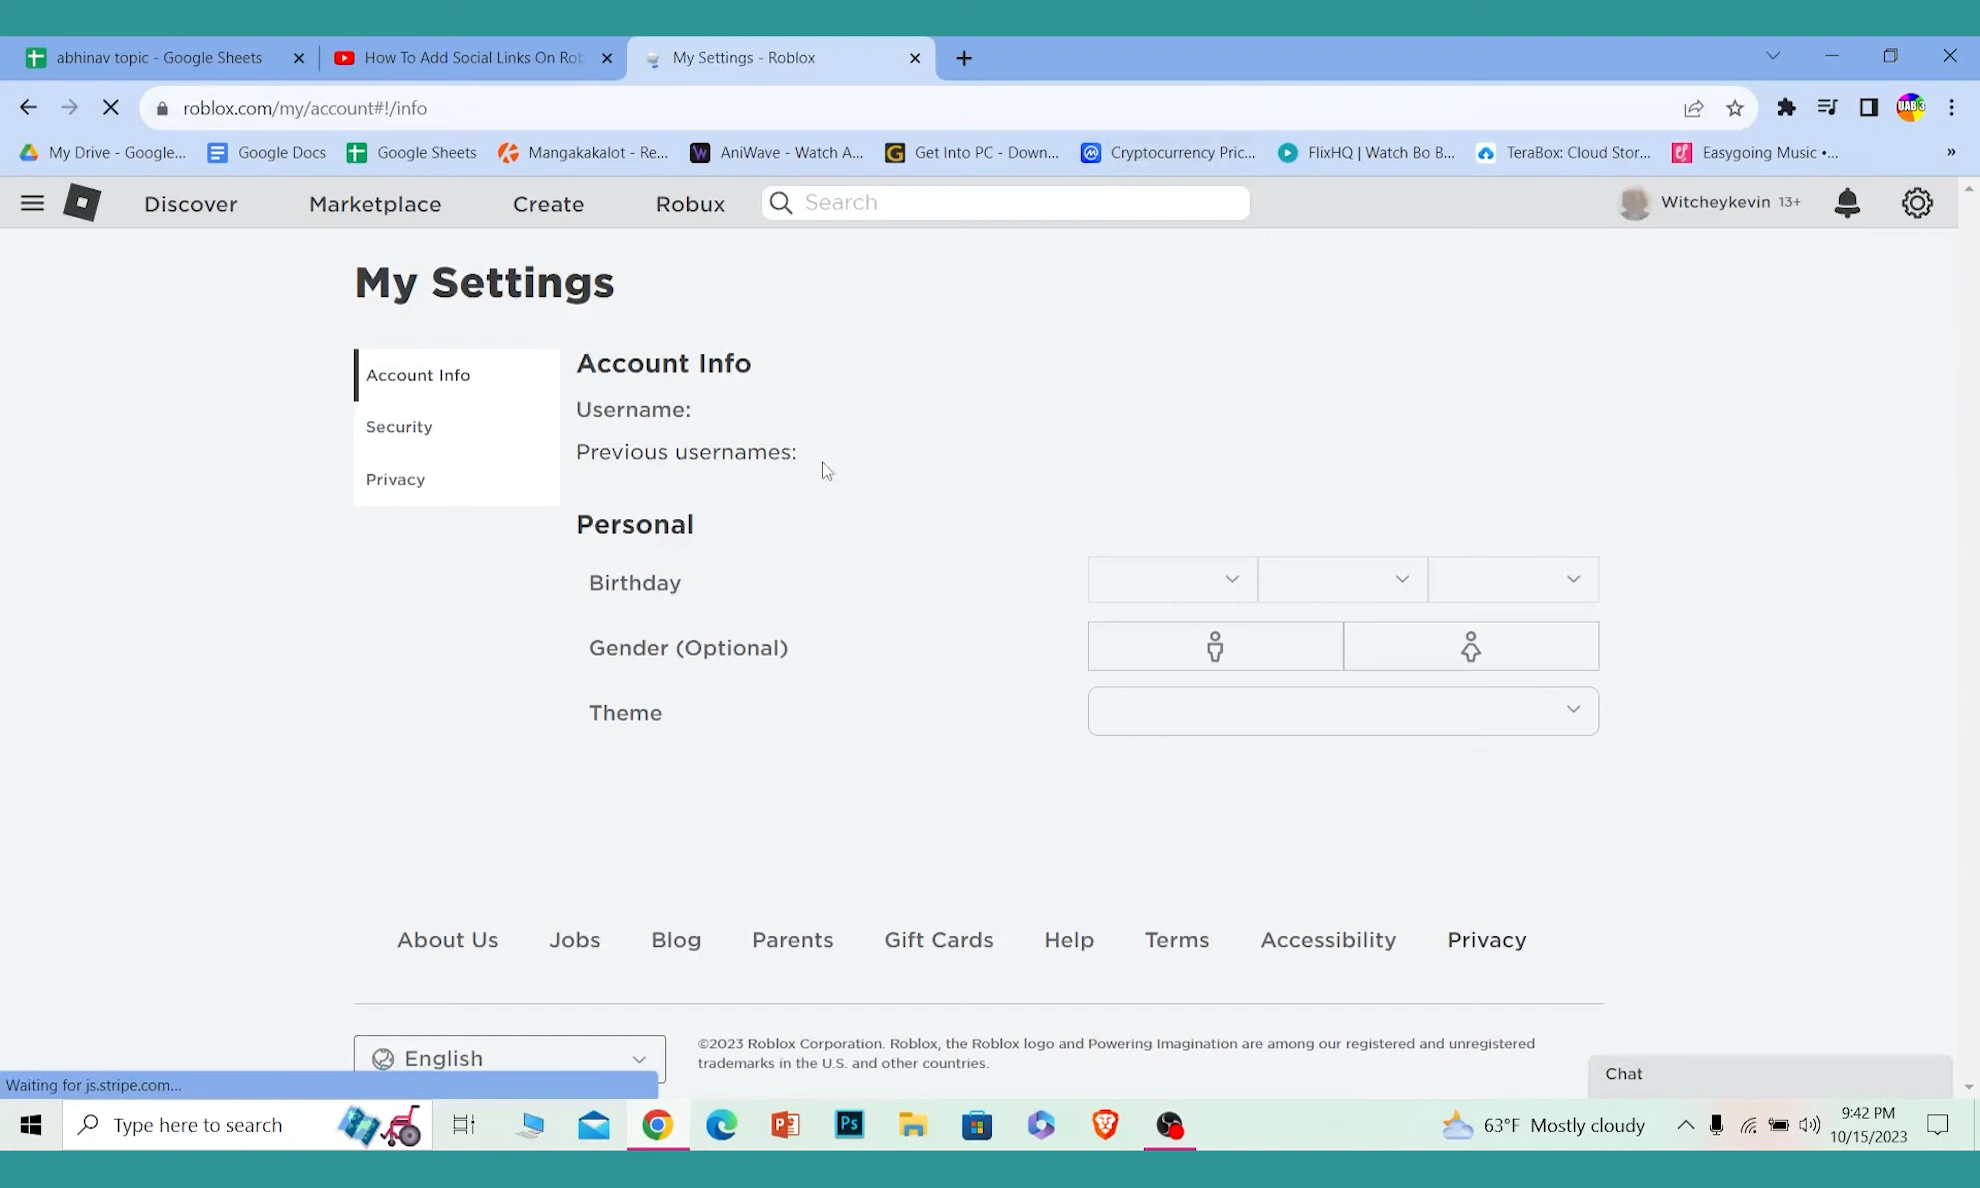 abhinav topic - Google Sheets
How To Add Social Links On Rob
My Settings - Roblox
roblox.com/my/account#!/info
UAB 3
My Drive - Google...
Google Docs
Google Sheets
Mangakakalot - Re...
AniWave - Watch A...
Get Into PC - Down...
Cryptocurrency Pric...
FlixHQ | Watch Bo B...
TeraBox: Cloud Stor...
Easygoing Music •...
»
Discover
Marketplace
Create
Robux
Search
Witcheykevin 13+
My Settings
Account Info
Security
Privacy
Account Info
Username:
Previous usernames:
Personal
Birthday
Gender (Optional)
Theme
About Us
Jobs
Blog
Parents
Gift Cards
Help
Terms
Accessibility
Privacy
English
©2023 Roblox Corporation. Roblox, the Roblox logo and Powering Imagination are among our registered and unregistered
trademarks in the U.S. and other countries.
Chat
Waiting for js.stripe.com...
Type here to search
Ps
63°F Mostly cloudy
9:42 PM
10/15/2023